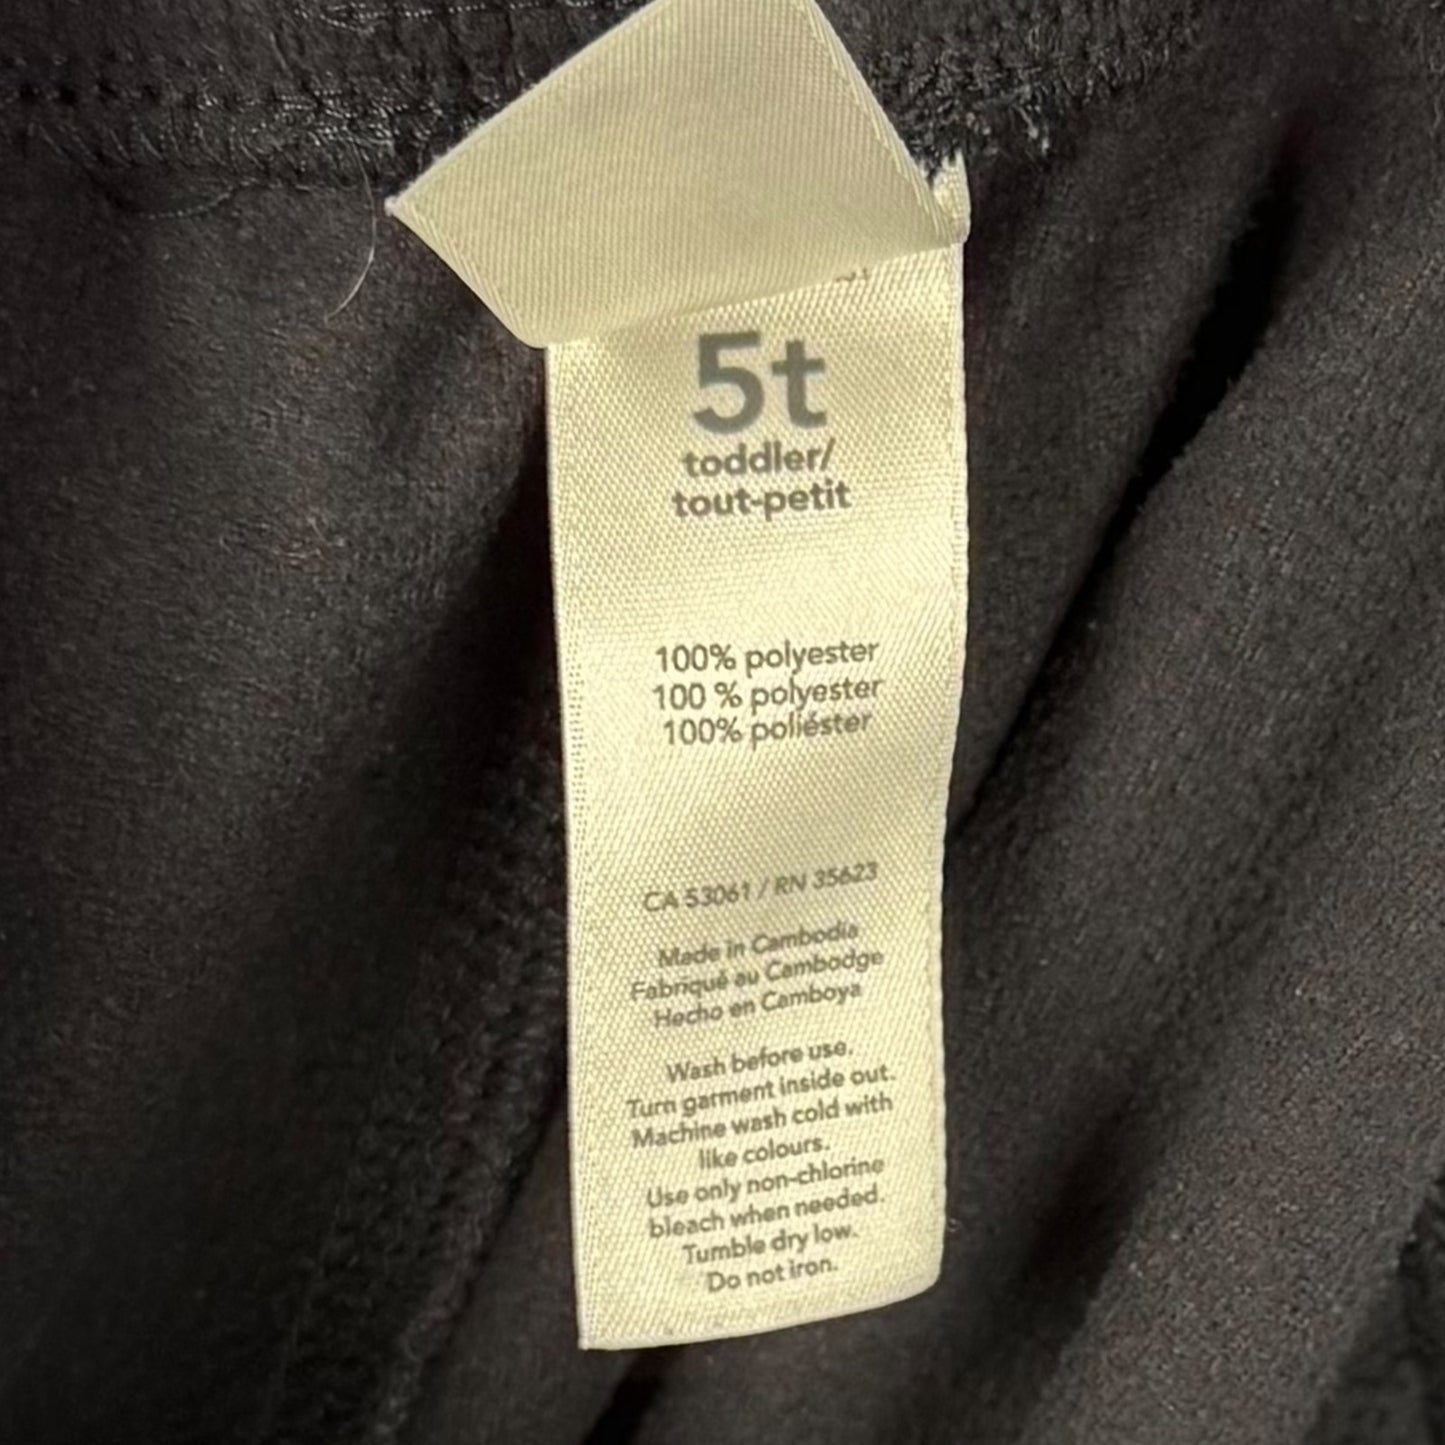 5t
toddler/
tout-petit
100% polyester
100 % polyester
100% poliéster
CA 53061 / RN 35623
Made in Cambodia
Fabriqué au Cambodge
Hecho en Camboya
Wash before use.
Turn garment inside out.
Machine wash cold with
like colours.
Use only non-chlorine
bleach when needed.
Tumble dry low.
Do not iron.